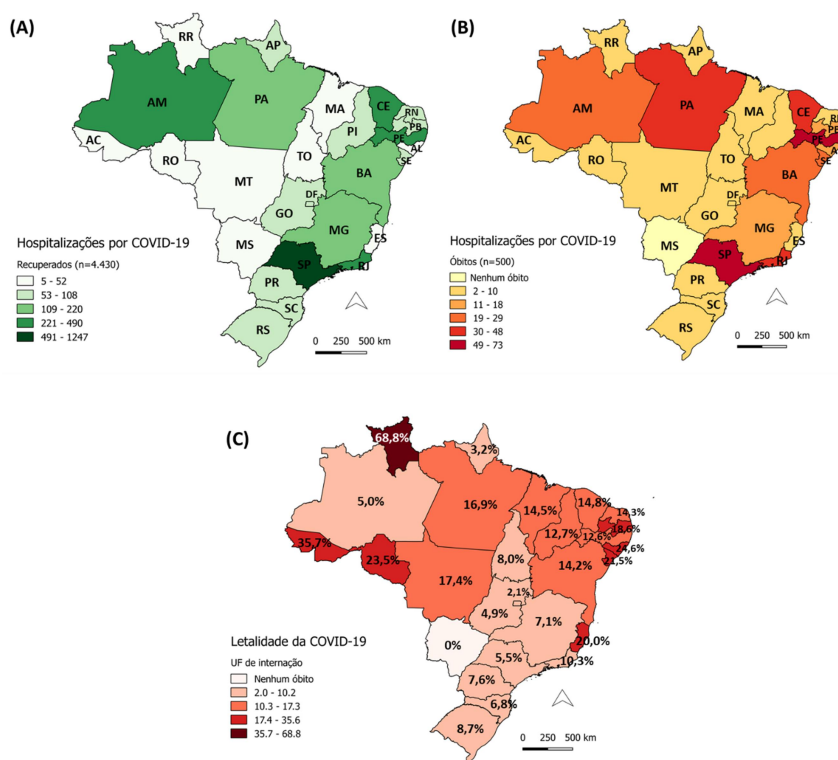 (A)
RR
AP
AM
PA
MA
CE
RN
PB
PE
AL
SE
PI
AC
RO
TO
MT
BA
DF
GO
MG
MS
ES
SP
RJ
PR
SC
RS
Hospitalizações por COVID-19
Recuperados (n=4.430)
5 - 52
53 - 108
109 - 220
221 - 490
491 - 1247
0 250 500 km
(B)
RR
AP
AM
PA
MA
CE
PE
SE
AC
RO
TO
MT
BA
DF
GO
MG
MS
ES
SP
RJ
PR
SC
RS
Hospitalizações por COVID-19
Óbitos (n=500)
Nenhum óbito
2 - 10
11 - 18
19 - 29
30 - 48
49 - 73
0 250 500 km
(C)
68,8%
3,2%
5,0%
16,9%
14,5%
14,8%
14,3%
18,6%
12,7%
12,6%
24,6%
21,5%
35,7%
23,5%
8,0%
14,2%
17,4%
2,1%
4,9%
7,1%
0%
20,0%
5,5%
10,3%
7,6%
6,8%
8,7%
Letalidade da COVID-19
UF de internação
Nenhum óbito
2.0 - 10.2
10.3 - 17.3
17.4 - 35.6
35.7 - 68.8
0 250 500 km